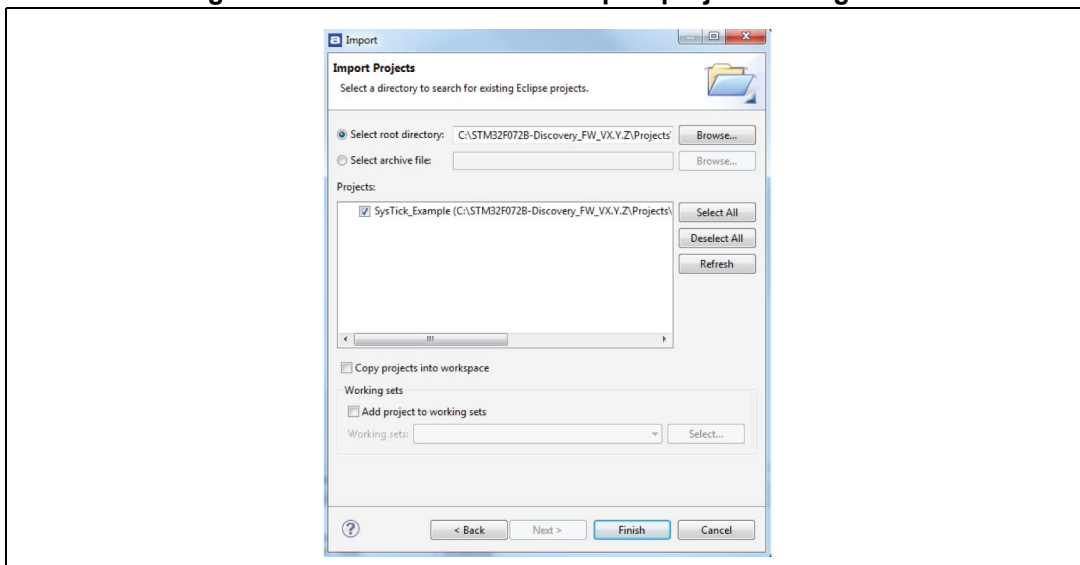 Import
Import Projects
Select a directory to search for existing Eclipse projects.
Select root directory: C:\STM32F072B-Discovery_FW_VX.Y.Z\Projects\ Browse...
Select archive file: Browse...
Projects:
SysTick_Example (C:\STM32F072B-Discovery_FW_VX.Y.Z\Projects\ Select All
Deselect All
Refresh
Copy projects into workspace
Working sets
Add project to working sets
Working sets: Select...
< Back Next > Finish Cancel